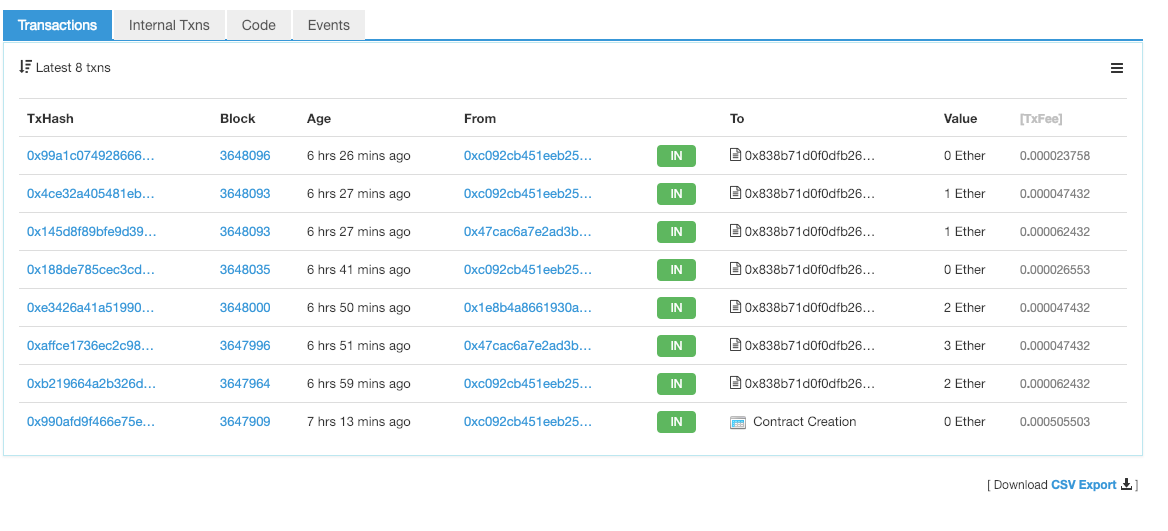 Transactions Internal Txns Code Events
Latest 8 txns
TxHash Block Age From To Value [TxFee]
0x99a1c074928666... 3648096 6 hrs 26 mins ago 0xc092cb451eeb25... IN 0x838b71d0f0dfb26... 0 Ether 0.000023758
0x4ce32a405481eb... 3648093 6 hrs 27 mins ago 0xc092cb451eeb25... IN 0x838b71d0f0dfb26... 1 Ether 0.000047432
0x145d8f89bfe9d39... 3648093 6 hrs 27 mins ago 0x47cac6a7e2ad3b... IN 0x838b71d0f0dfb26... 1 Ether 0.000062432
0x188de785cec3cd... 3648035 6 hrs 41 mins ago 0xc092cb451eeb25... IN 0x838b71d0f0dfb26... 0 Ether 0.000026553
0xe3426a41a51990... 3648000 6 hrs 50 mins ago 0x1e8b4a8661930a... IN 0x838b71d0f0dfb26... 2 Ether 0.000047432
0xaffce1736ec2c98... 3647996 6 hrs 51 mins ago 0x47cac6a7e2ad3b... IN 0x838b71d0f0dfb26... 3 Ether 0.000047432
0xb219664a2b326d... 3647964 6 hrs 59 mins ago 0xc092cb451eeb25... IN 0x838b71d0f0dfb26... 2 Ether 0.000062432
0x990afd9f466e75e... 3647909 7 hrs 13 mins ago 0xc092cb451eeb25... IN Contract Creation 0 Ether 0.000505503
[ Download CSV Export ]